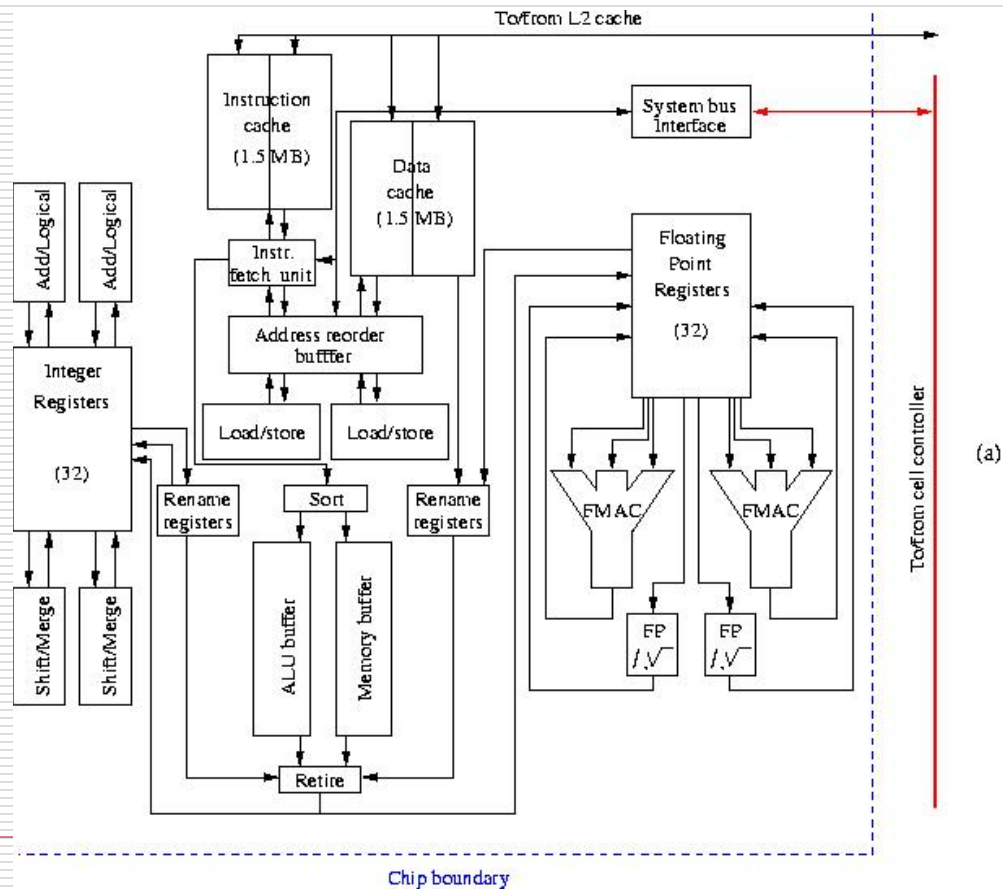 To/from L2 cache
Instruction
cache
(1.5 MB)
System bus
Interface
Data
cache
(1.5 MB)
Add/Logical
Add/Logical
Instr.
fetch unit
Floating
Point
Registers
(32)
Address reorder
bufffer
Integer
Registers
(32)
Load/store
Load/store
To/from cell controller
(a)
Rename
registers
Sort
Rename
registers
FMAC
FMAC
Shift/Merge
Shift/Merge
ALU buffer
Memory buffer
FP
/,√
FP
/,√
Retire
Chip boundary